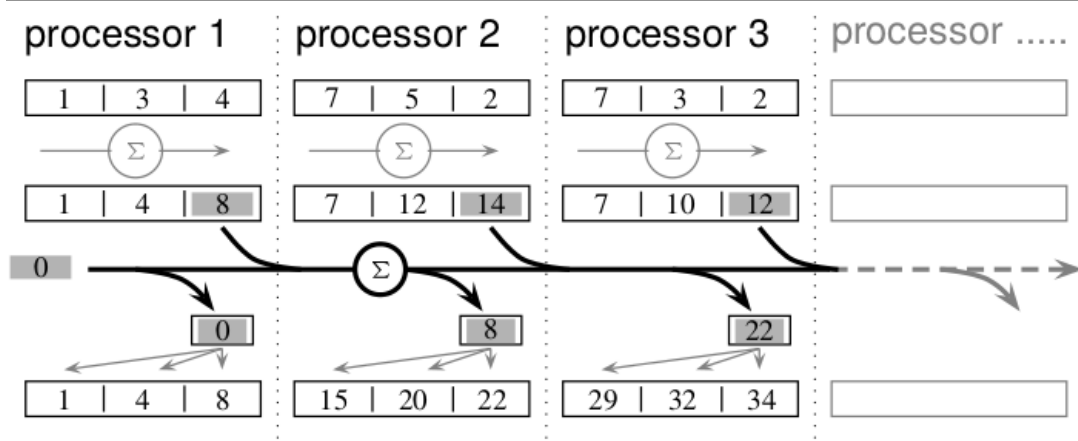 processor 1 processor 2 processor 3 processor .....
1 | 3 | 4 7 | 5 | 2 7 | 3 | 2
Σ Σ Σ
1 | 4 | 8 7 | 12 | 14 7 | 10 | 12
0 Σ
0 8 22
1 | 4 | 8 15 | 20 | 22 29 | 32 | 34